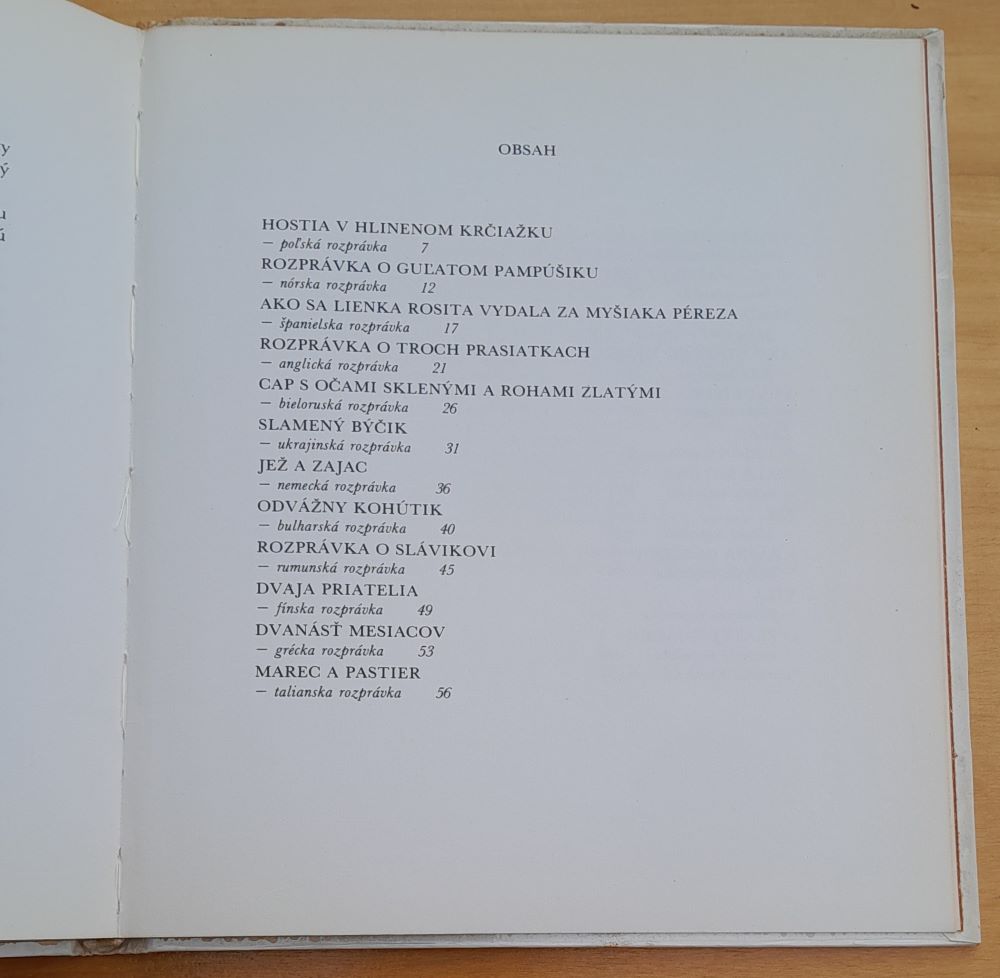 y
ý
u
ú
OBSAH
HOSTIA V HLINENOM KRČIAŽKU
— poľská rozprávka 7
ROZPRÁVKA O GUĽATOM PAMPÚŠIKU
— nórska rozprávka 12
AKO SA LIENKA ROSITA VYDALA ZA MYŠIAKA PÉREZA
— španielska rozprávka 17
ROZPRÁVKA O TROCH PRASIATKACH
— anglická rozprávka 21
CAP S OČAMI SKLENÝMI A ROHAMI ZLATÝMI
— bieloruská rozprávka 26
SLAMENÝ BÝČIK
— ukrajinská rozprávka 31
JEŽ A ZAJAC
— nemecká rozprávka 36
ODVÁŽNY KOHÚTIK
— bulharská rozprávka 40
ROZPRÁVKA O SLÁVIKOVI
— rumunská rozprávka 45
DVAJA PRIATELIA
— fínska rozprávka 49
DVANÁSŤ MESIACOV
— grécka rozprávka 53
MAREC A PASTIER
— talianska rozprávka 56